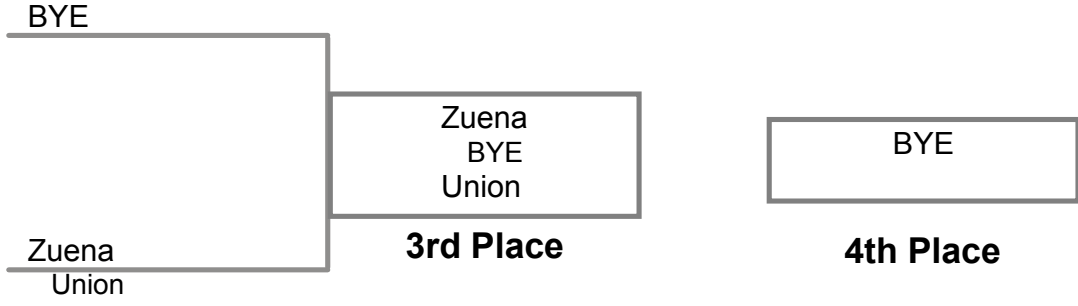 BYE
Zuena
BYE
Union
3rd Place
BYE
4th Place
Zuena
Union